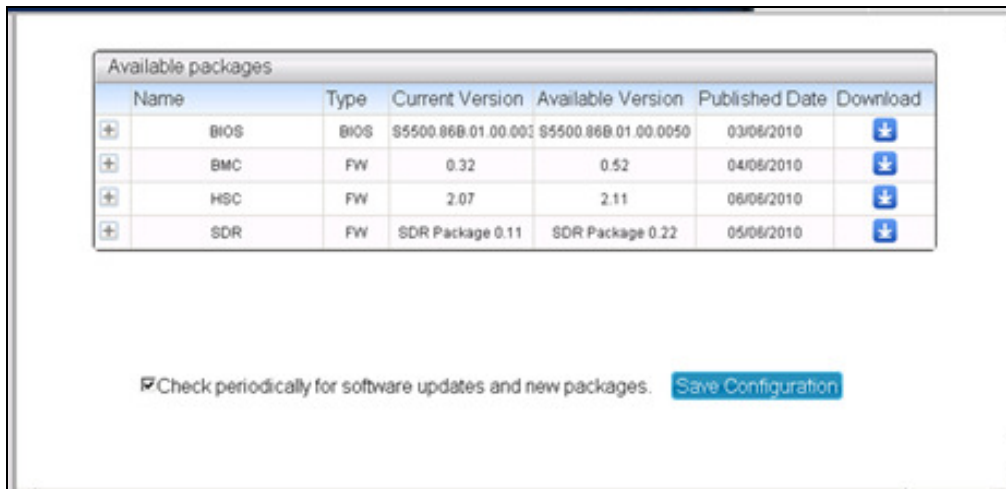 Available packages
Name Type Current Version Available Version Published Date Download
BIOS BIOS S5500.86B.01.00.003 S5500.86B.01.00.0050 03/06/2010
BMC FW 0.32 0.52 04/06/2010
HSC FW 2.07 2.11 06/06/2010
SDR FW SDR Package 0.11 SDR Package 0.22 05/06/2010
Check periodically for software updates and new packages. Save Configuration